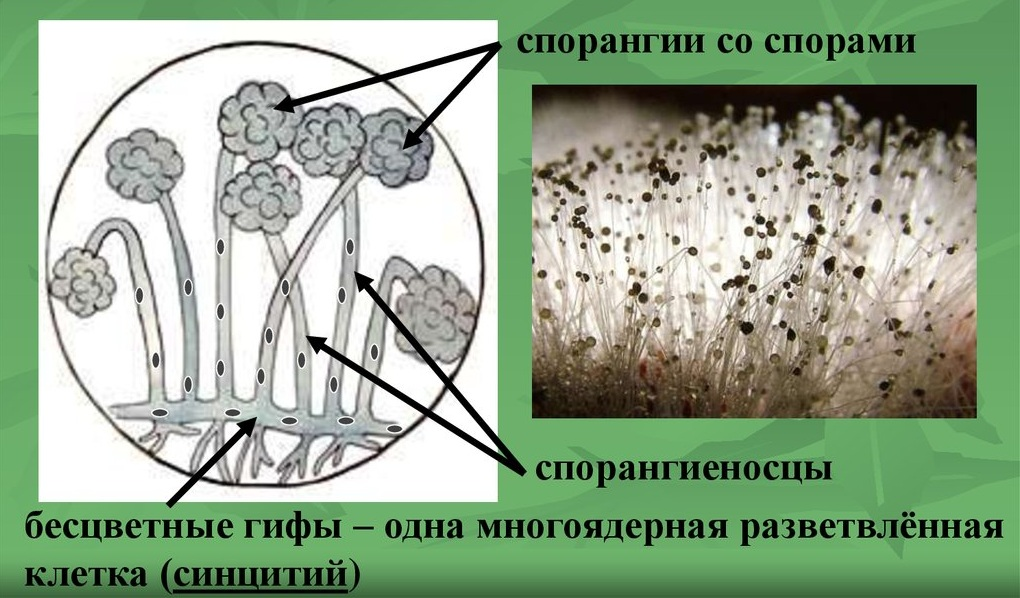 спорангии со спорами
спорангиеносцы
бесцветные гифы – одна многоядерная разветвлённая
клетка (синцитий)